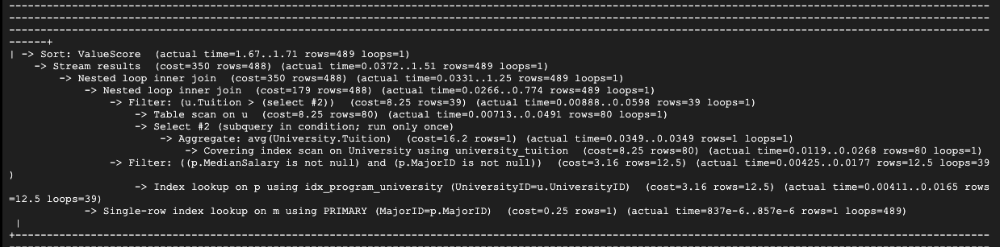 ------------------------------------------------------------------------------------------------------------------------------------------------------------------
------------------------------------------------------------------------------------------------------------------------------------------------------------------
------------------------------------------------------------------------------------------------------------------------------------------------------------------
------+
| -> Sort: ValueScore  (actual time=1.67..1.71 rows=489 loops=1)
    -> Stream results  (cost=350 rows=488) (actual time=0.0372..1.51 rows=489 loops=1)
        -> Nested loop inner join  (cost=350 rows=488) (actual time=0.0331..1.25 rows=489 loops=1)
            -> Nested loop inner join  (cost=179 rows=488) (actual time=0.0266..0.774 rows=489 loops=1)
                -> Filter: (u.Tuition > (select #2))  (cost=8.25 rows=39) (actual time=0.00888..0.0598 rows=39 loops=1)
                    -> Table scan on u  (cost=8.25 rows=80) (actual time=0.00713..0.0491 rows=80 loops=1)
                    -> Select #2 (subquery in condition; run only once)
                        -> Aggregate: avg(University.Tuition)  (cost=16.2 rows=1) (actual time=0.0349..0.0349 rows=1 loops=1)
                            -> Covering index scan on University using university_tuition  (cost=8.25 rows=80) (actual time=0.0119..0.0268 rows=80 loops=1)
                -> Filter: ((p.MedianSalary is not null) and (p.MajorID is not null))  (cost=3.16 rows=12.5) (actual time=0.00425..0.0177 rows=12.5 loops=39
)
                    -> Index lookup on p using idx_program_university (UniversityID=u.UniversityID)  (cost=3.16 rows=12.5) (actual time=0.00411..0.0165 rows
=12.5 loops=39)
            -> Single-row index lookup on m using PRIMARY (MajorID=p.MajorID)  (cost=0.25 rows=1) (actual time=837e-6..857e-6 rows=1 loops=489)
 |
+-----------------------------------------------------------------------------------------------------------------------------------------------------------------